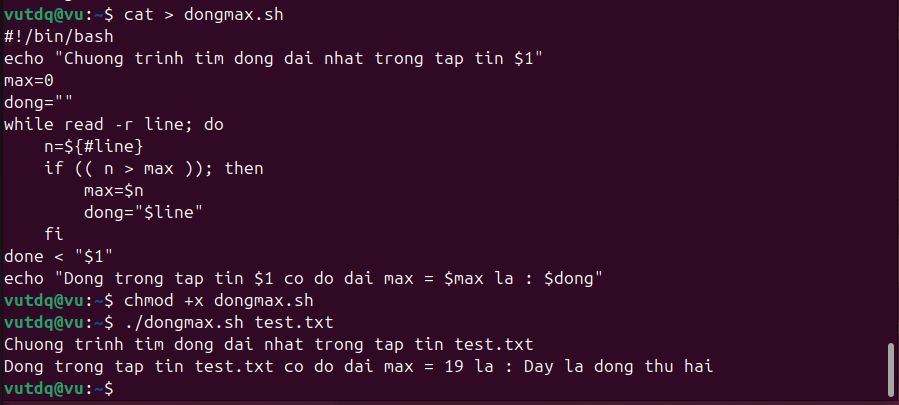 vutdq@vu:~$ cat > dongmax.sh
#!/bin/bash
echo "Chuong trinh tim dong dai nhat trong tap tin $1"
max=0
dong=""
while read -r line; do
    n=${#line}
    if (( n > max )); then
        max=$n
        dong="$line"
    fi
done < "$1"
echo "Dong trong tap tin $1 co do dai max = $max la : $dong"
vutdq@vu:~$ chmod +x dongmax.sh
vutdq@vu:~$ ./dongmax.sh test.txt
Chuong trinh tim dong dai nhat trong tap tin test.txt
Dong trong tap tin test.txt co do dai max = 19 la : Day la dong thu hai
vutdq@vu:~$